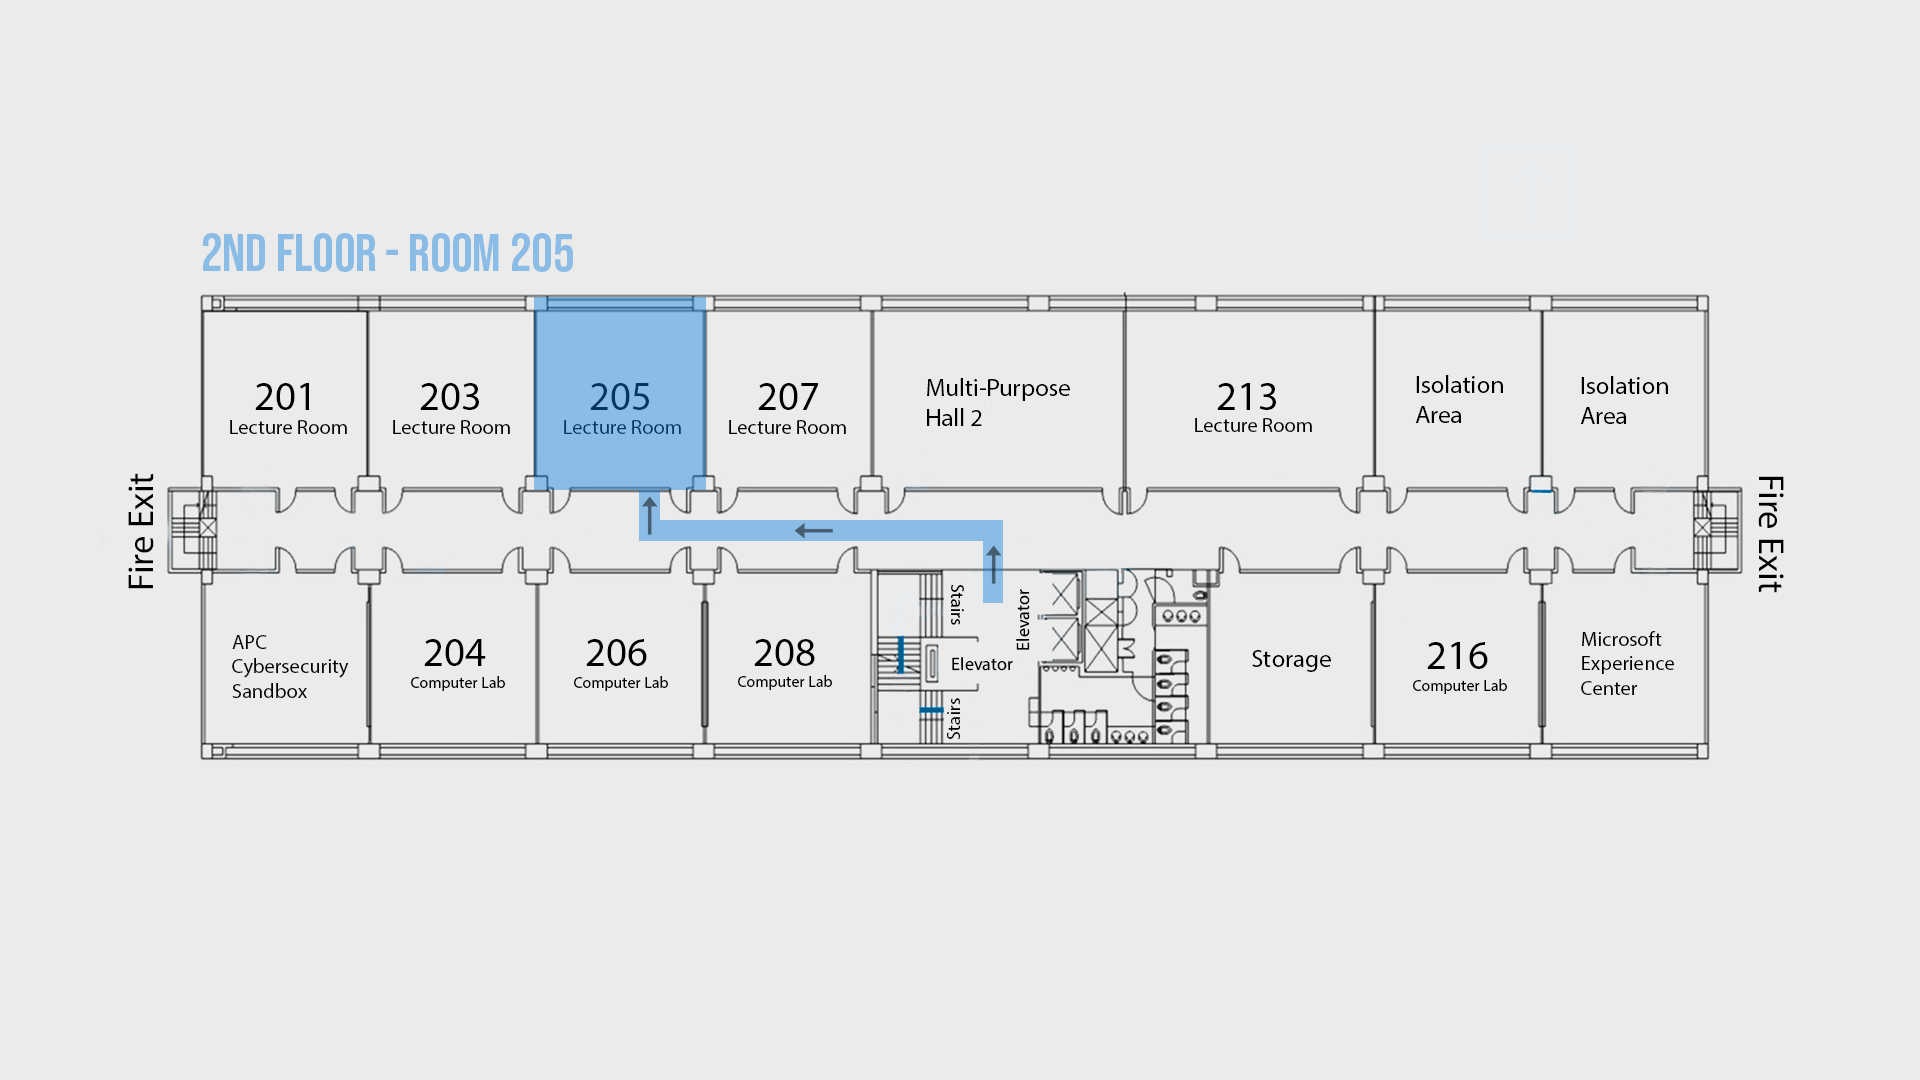 2ND FLOOR - ROOM 205
201
Lecture Room
203
Lecture Room
205
Lecture Room
207
Lecture Room
Multi-Purpose
Hall 2
213
Lecture Room
Isolation
Area
Isolation
Area
Fire Exit
Fire Exit
APC
Cybersecurity
Sandbox
204
Computer Lab
206
Computer Lab
208
Computer Lab
Stairs
Elevator
Elevator
Stairs
Storage
216
Computer Lab
Microsoft
Experience
Center